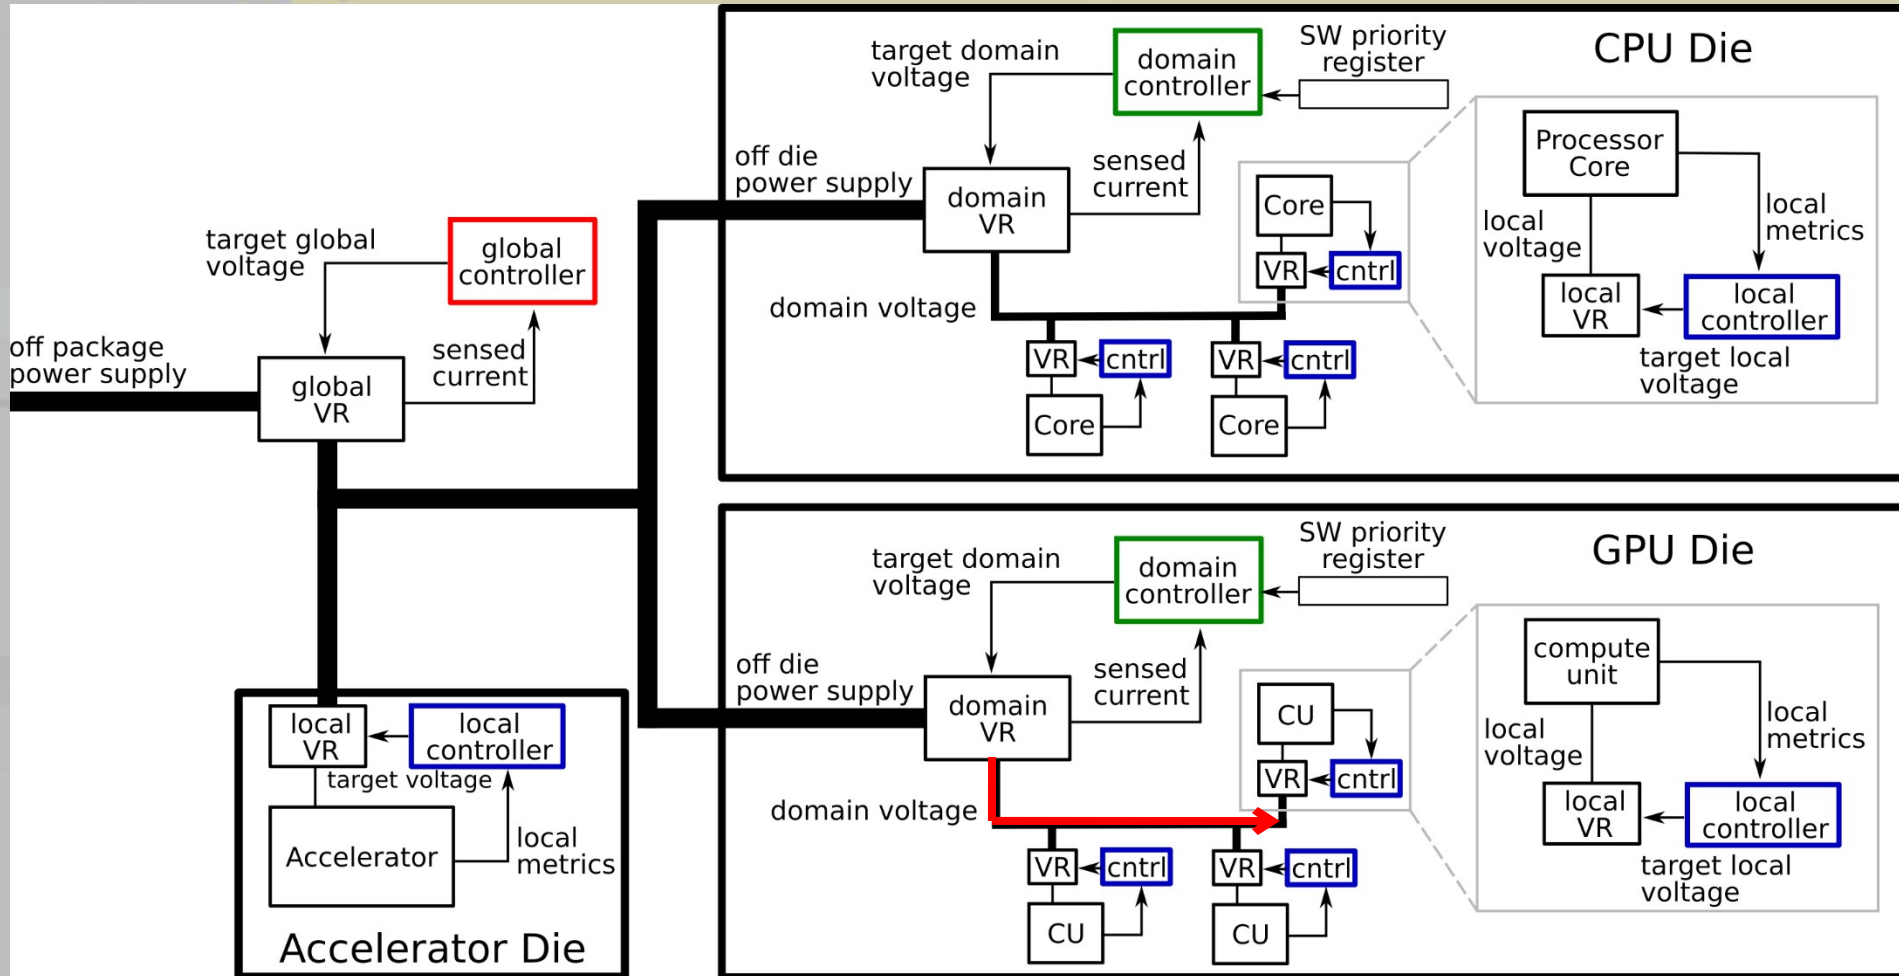 CPU Die
target domain
voltage
domain
controller
SW priority
register
off die
power supply
domain
VR
sensed
current
domain voltage
Core
VR
cntrl
VR
cntrl
Core
VR
cntrl
Core
Processor
Core
local
voltage
local
metrics
local
VR
local
controller
target local
voltage
target global
voltage
global
controller
off package
power supply
global
VR
sensed
current
GPU Die
target domain
voltage
domain
controller
SW priority
register
off die
power supply
domain
VR
sensed
current
domain voltage
CU
VR
cntrl
VR
cntrl
CU
VR
cntrl
CU
compute
unit
local
voltage
local
metrics
local
VR
local
controller
target local
voltage
local
VR
local
controller
target voltage
Accelerator
local
metrics
Accelerator Die